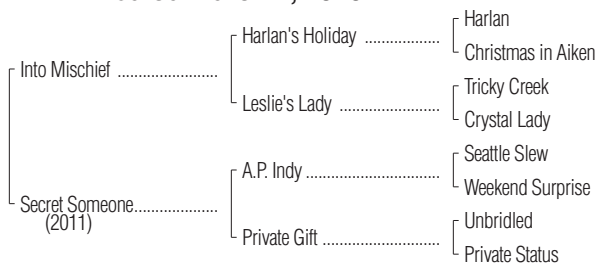 Harlan
Harlan's Holiday ......................
Christmas in Aiken
Into Mischief ......................
Tricky Creek
Leslie's Lady ......................
Crystal Lady
Seattle Slew
A.P. Indy .............................
Weekend Surprise
Secret Someone..................
(2011)
Unbridled
Private Gift .........................
Private Status